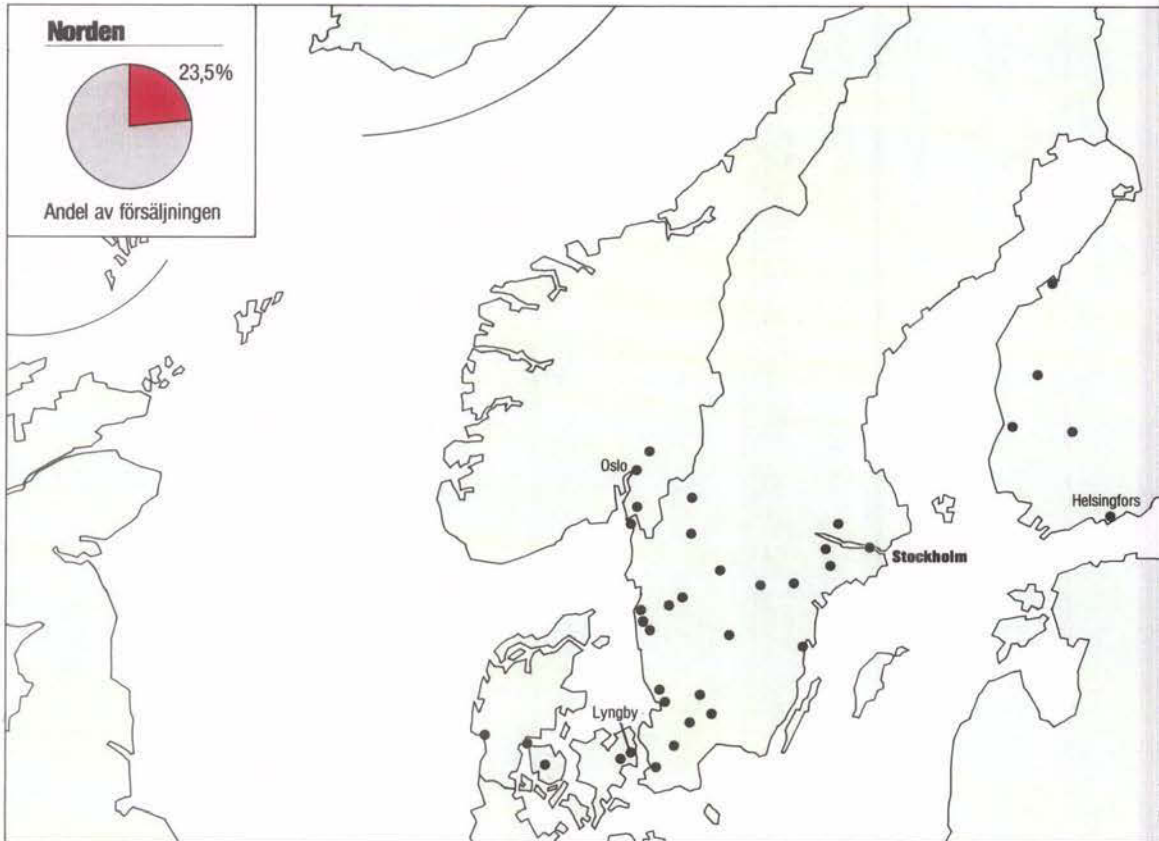 Norden
23,5%
Andel av försäljningen
Oslo
Helsingfors
Stockholm
Lyngby